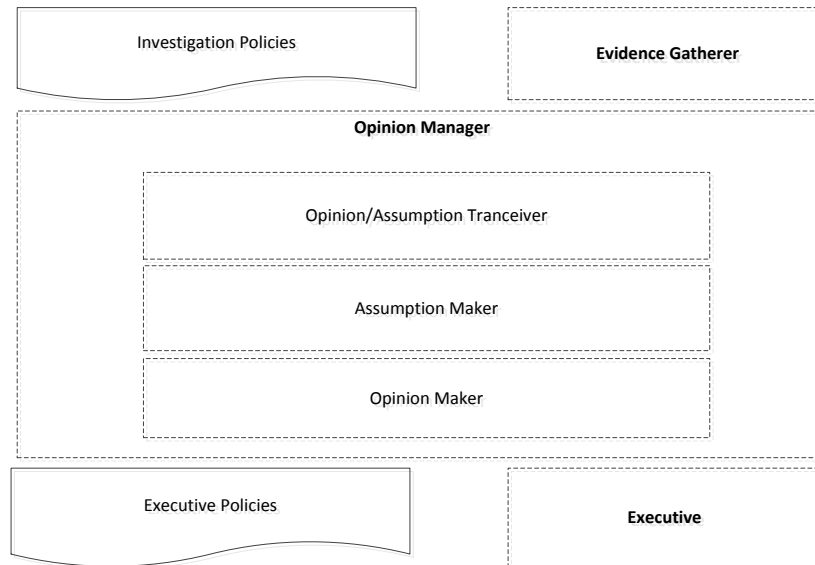 Investigation Policies
Evidence Gatherer
Opinion Manager
Opinion/Assumption Tranceiver
Assumption Maker
Opinion Maker
Executive Policies
Executive